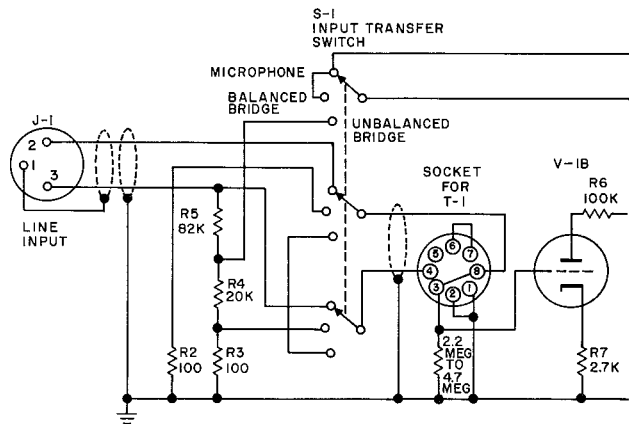 S-1
INPUT TRANSFER
SWITCH
MICROPHONE
BALANCED
BRIDGE
UNBALANCED
BRIDGE
J-1
2
1
3
LINE
INPUT
R5
82K
R4
20K
R2
100
R3
100
SOCKET
FOR
T-1
6
5
7
4
8
3
2
1
2.2
MEG
TO
4.7
MEG
V-1B
R6
100K
R7
2.7K